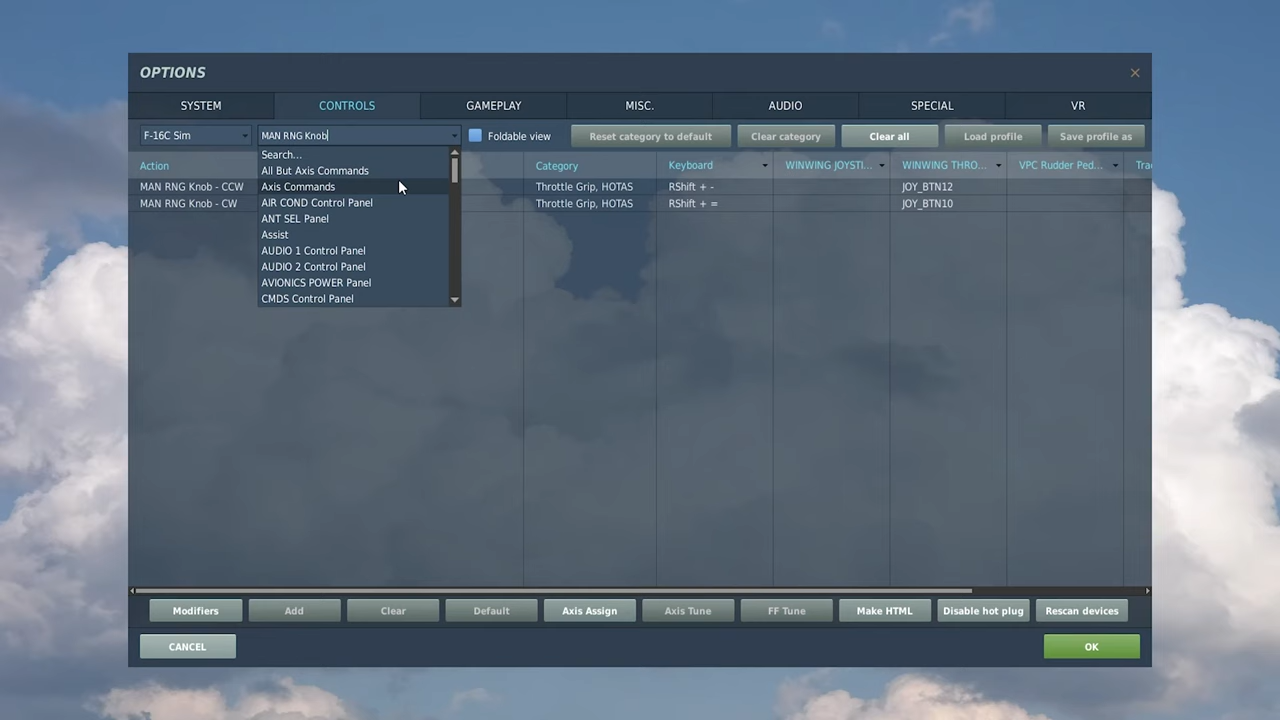 OPTIONS
SYSTEM CONTROLS GAMEPLAY MISC. AUDIO SPECIAL VR
F-16C Sim MAN RNG Knob Foldable view Reset category to default Clear category Clear all Load profile Save profile as
Action Category Keyboard WINWING JOYSTI... WINWING THRO... VPC Rudder Ped...
MAN RNG Knob - CCW Throttle Grip, HOTAS RShift + - JOY_BTN12
MAN RNG Knob - CW Throttle Grip, HOTAS RShift + = JOY_BTN10
Search...
All But Axis Commands
Axis Commands
AIR COND Control Panel
ANT SEL Panel
Assist
AUDIO 1 Control Panel
AUDIO 2 Control Panel
AVIONICS POWER Panel
CMDS Control Panel
Modifiers Add Clear Default Axis Assign Axis Tune FF Tune Make HTML Disable hot plug Rescan devices
CANCEL OK